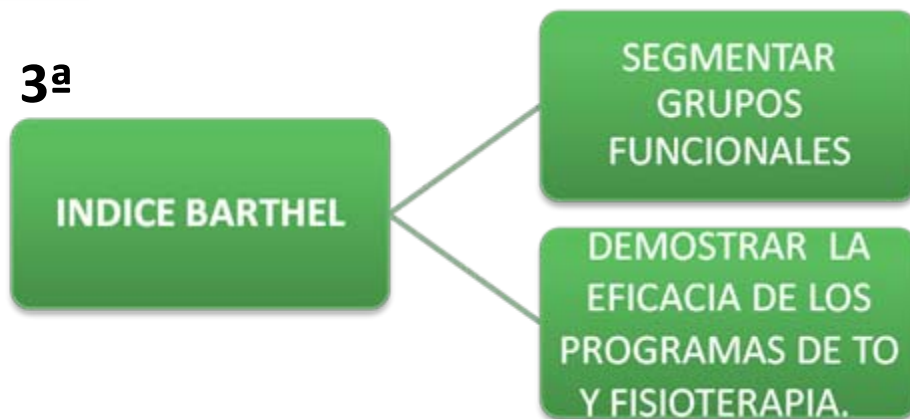 3ª
INDICE BARTHEL
SEGMENTAR
GRUPOS
FUNCIONALES
DEMOSTRAR LA
EFICACIA DE LOS
PROGRAMAS DE TO
Y FISIOTERAPIA.